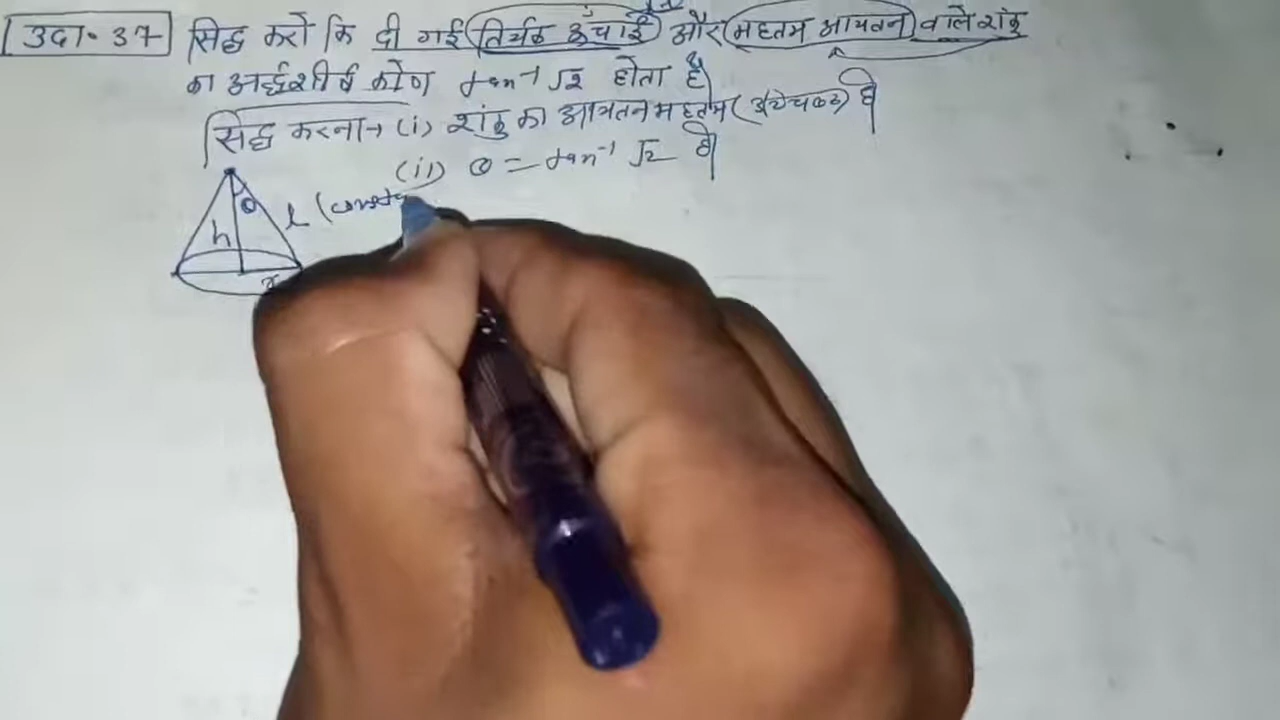 उदा. 37 सिद्ध करो कि दी गई तिर्यक ऊंचाई और महत्तम आयतन वाले शंकु
का अर्द्धशीर्ष कोण tan⁻¹ √2 होता है।
सिद्ध करना→ (i) शंकु का आयतन महत्तम (उच्चिष्ठ) है
(ii) θ = tan⁻¹ √2 है।
θ
l (const
h
r